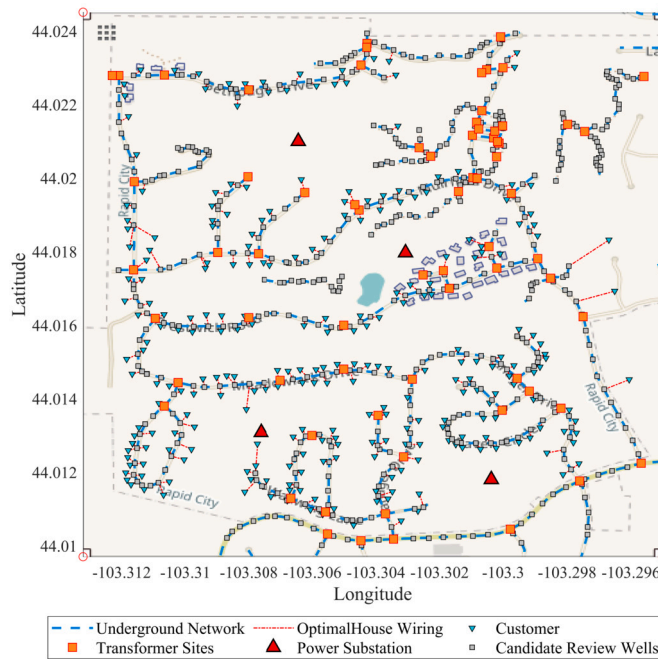 44.024
44.022
44.02
44.018
44.016
44.014
44.012
44.01
Latitude
Rapid City
Rapid City
Rapid City
-103.312 -103.31 -103.308 -103.306 -103.304 -103.302 -103.3 -103.298 -103.296
Longitude
Underground Network OptimalHouse Wiring Customer
Transformer Sites Power Substation Candidate Review Wells